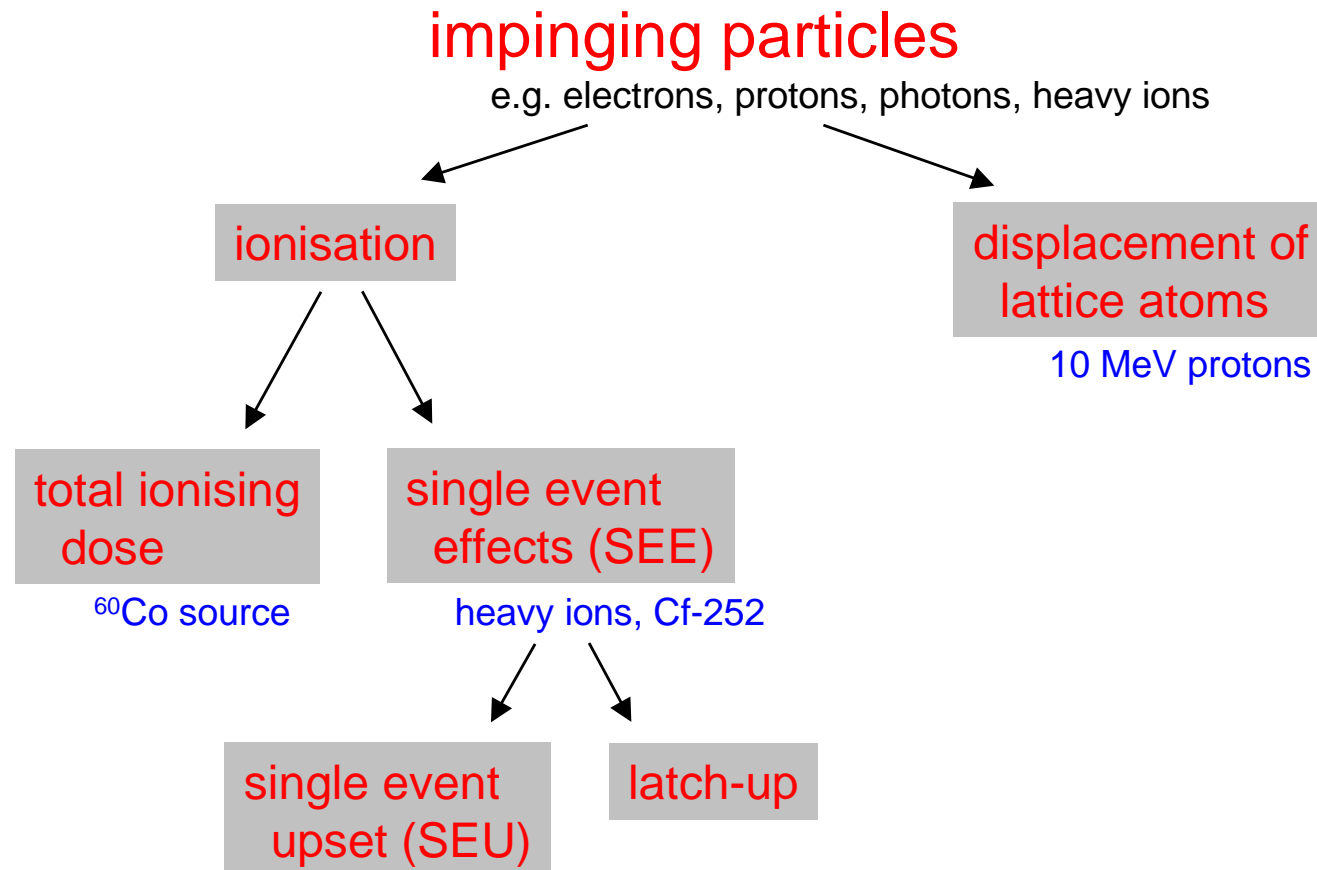 impinging particles
e.g. electrons, protons, photons, heavy ions
ionisation
displacement of
lattice atoms
10 MeV protons
total ionising
dose
⁶⁰Co source
single event
effects (SEE)
heavy ions, Cf-252
single event
upset (SEU)
latch-up